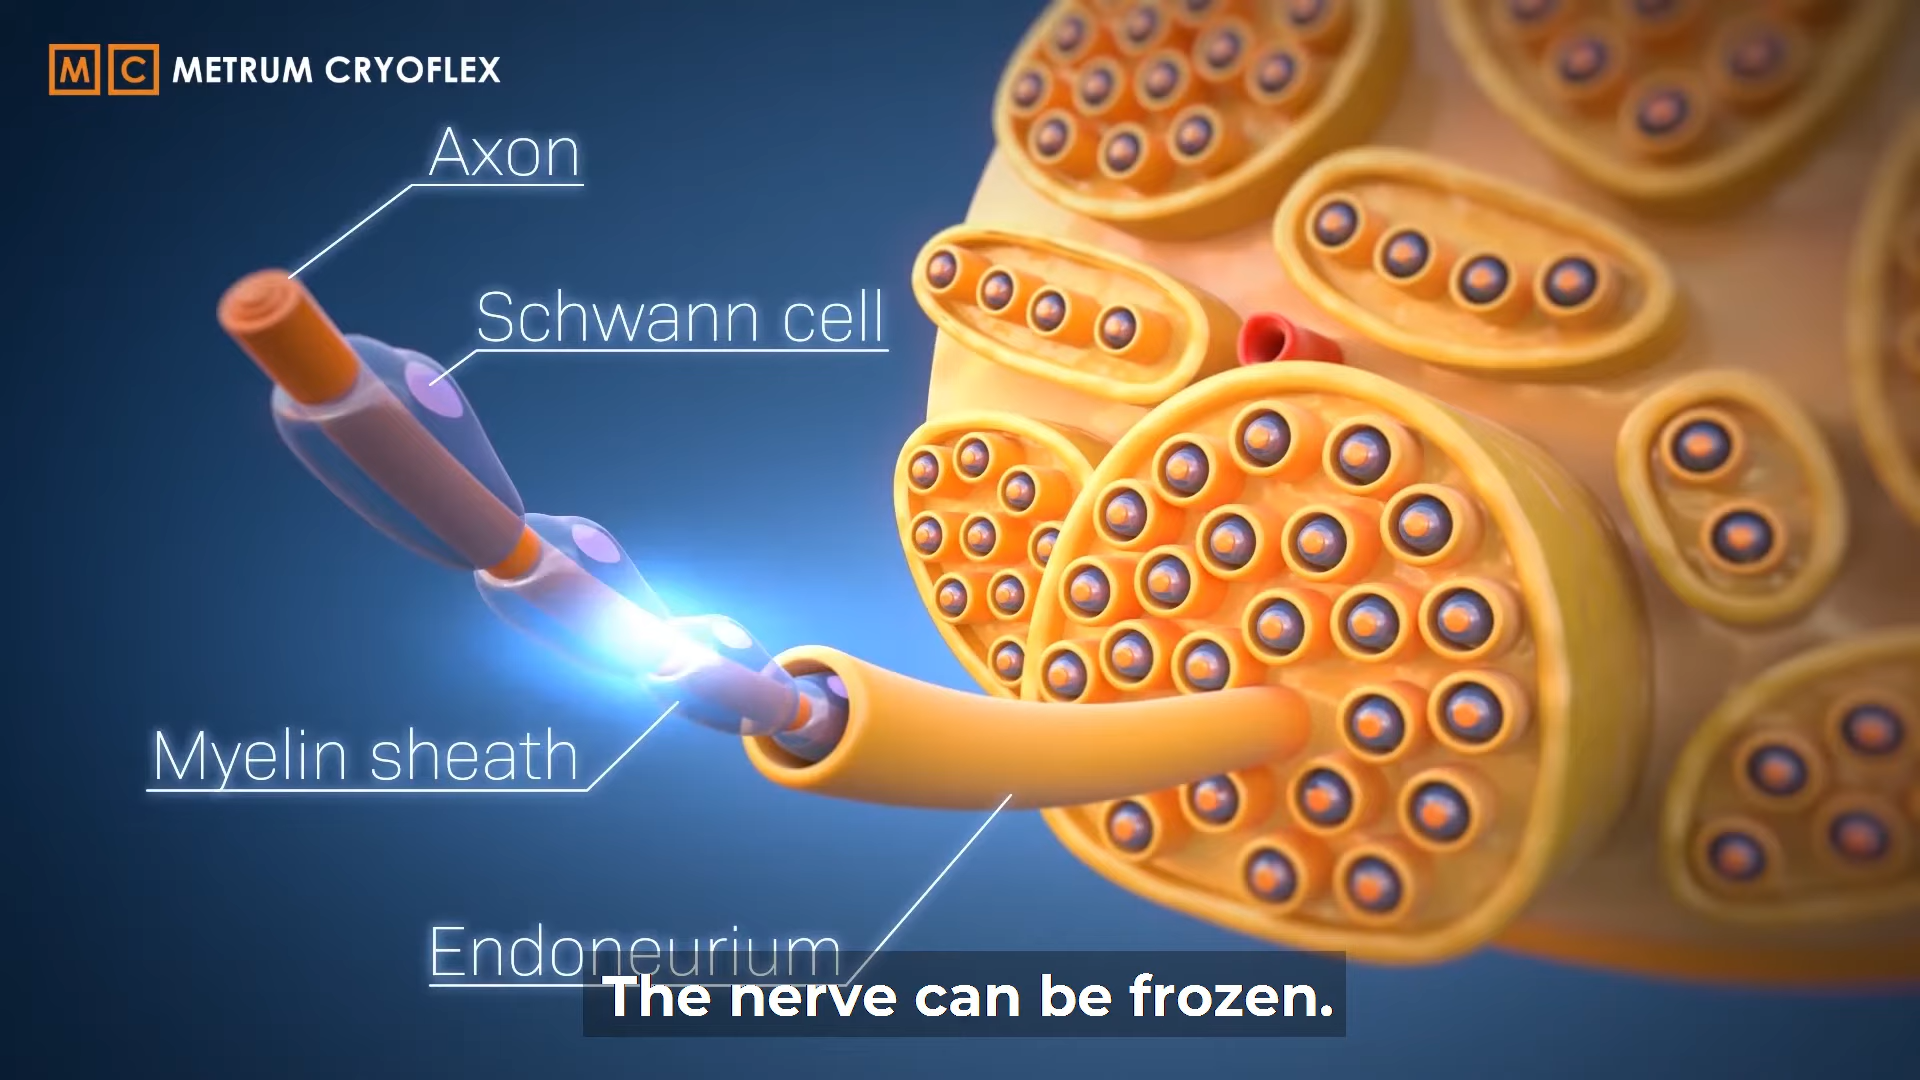 MC METRUM CRYOFLEX
Axon
Schwann cell
Myelin sheath
Endoneurium
The nerve can be frozen.